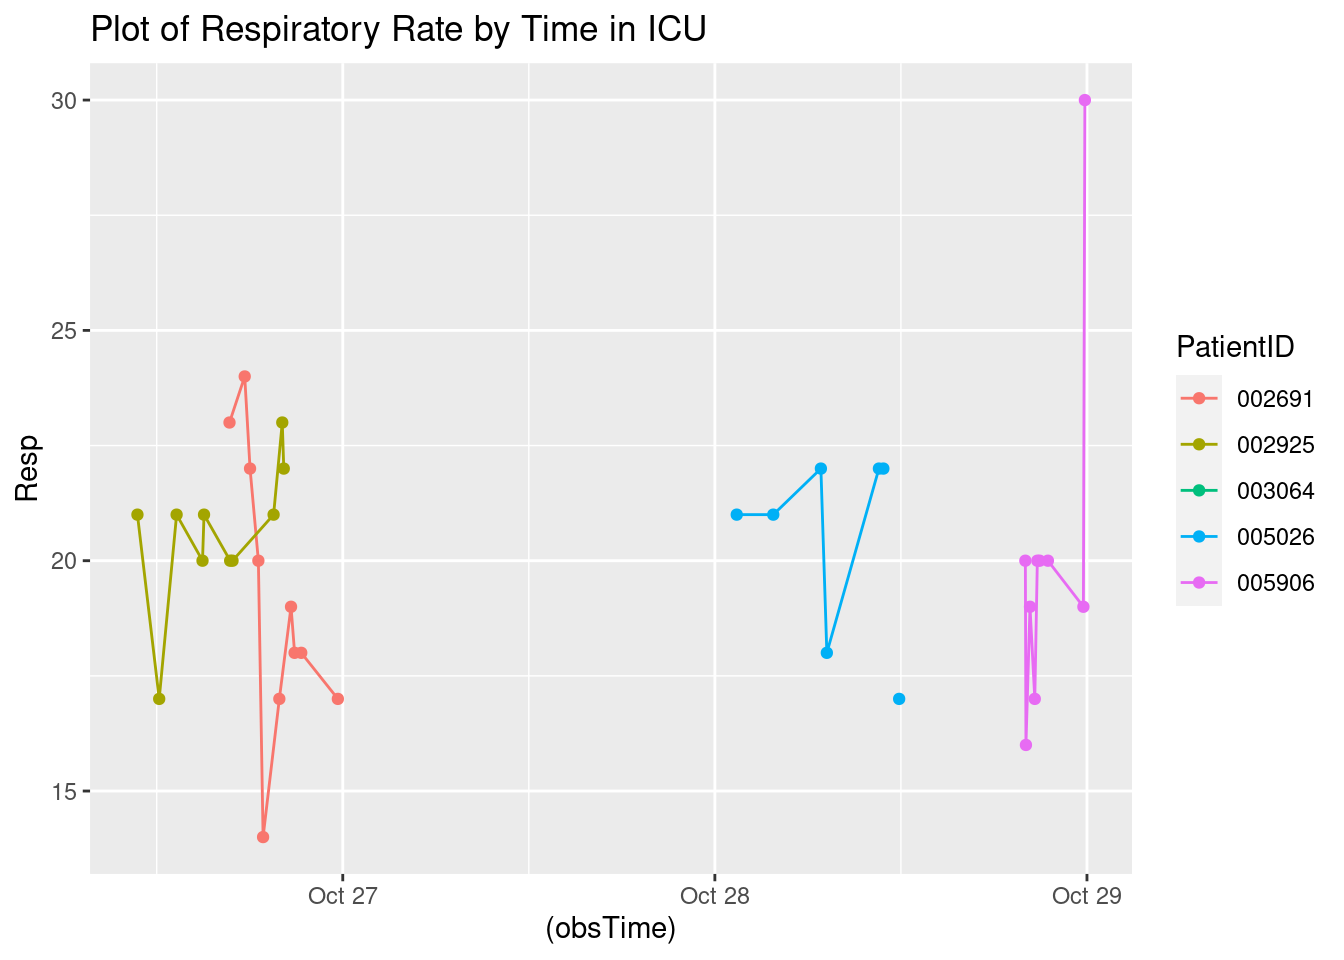 Plot of Respiratory Rate by Time in ICU
30
25
20
15
Resp
Oct 27
Oct 28
Oct 29
(obsTime)
PatientID
002691
002925
003064
005026
005906